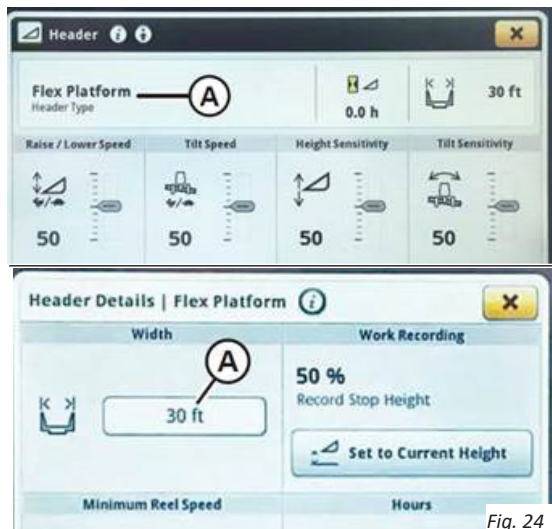 Header
Flex Platform
Header Type
A
0.0 h
30 ft
Raise / Lower Speed
Tilt Speed
Height Sensitivity
Tilt Sensitivity
50
50
50
50
Header Details | Flex Platform
Width
Work Recording
A
30 ft
50 %
Record Stop Height
Set to Current Height
Minimum Reel Speed
Hours
Fig. 24